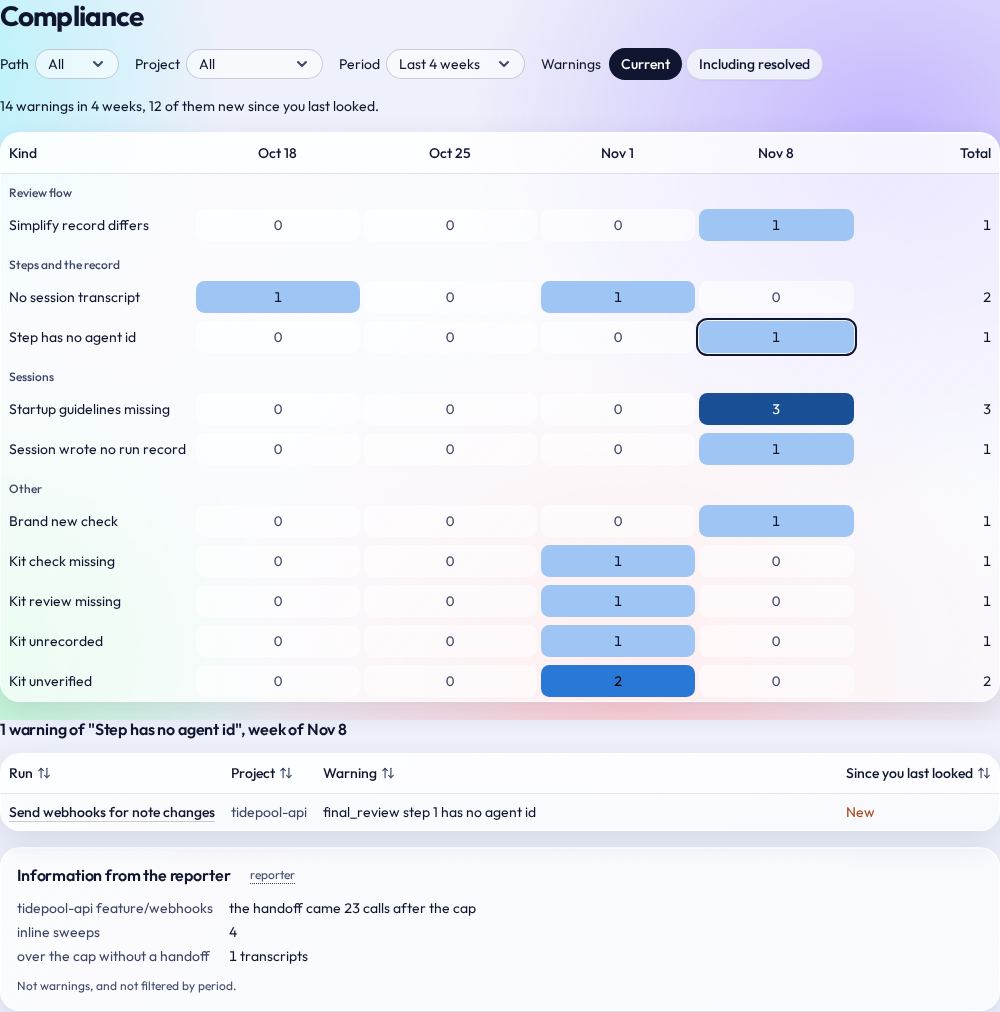 Compliance
Path All Project All Period Last 4 weeks Warnings Current Including resolved
14 warnings in 4 weeks, 12 of them new since you last looked.
Kind Oct 18 Oct 25 Nov 1 Nov 8 Total
Review flow
Simplify record differs 0 0 0 1 1
Steps and the record
No session transcript 1 0 1 0 2
Step has no agent id 0 0 0 1 1
Sessions
Startup guidelines missing 0 0 0 3 3
Session wrote no run record 0 0 0 1 1
Other
Brand new check 0 0 0 1 1
Kit check missing 0 0 1 0 1
Kit review missing 0 0 1 0 1
Kit unrecorded 0 0 1 0 1
Kit unverified 0 0 2 0 2
1 warning of "Step has no agent id", week of Nov 8
Run Project Warning Since you last looked
Send webhooks for note changes tidepool-api final_review step 1 has no agent id New
Information from the reporter reporter
tidepool-api feature/webhooks the handoff came 23 calls after the cap
inline sweeps 4
over the cap without a handoff 1 transcripts
Not warnings, and not filtered by period.